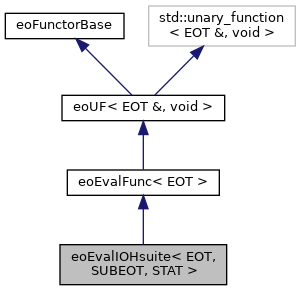 eoFunctorBase
std::unary_function
< EOT &, void >
eoUF< EOT &, void >
eoEvalFunc< EOT >
eoEvalIOHsuite< EOT,
SUBEOT, STAT >